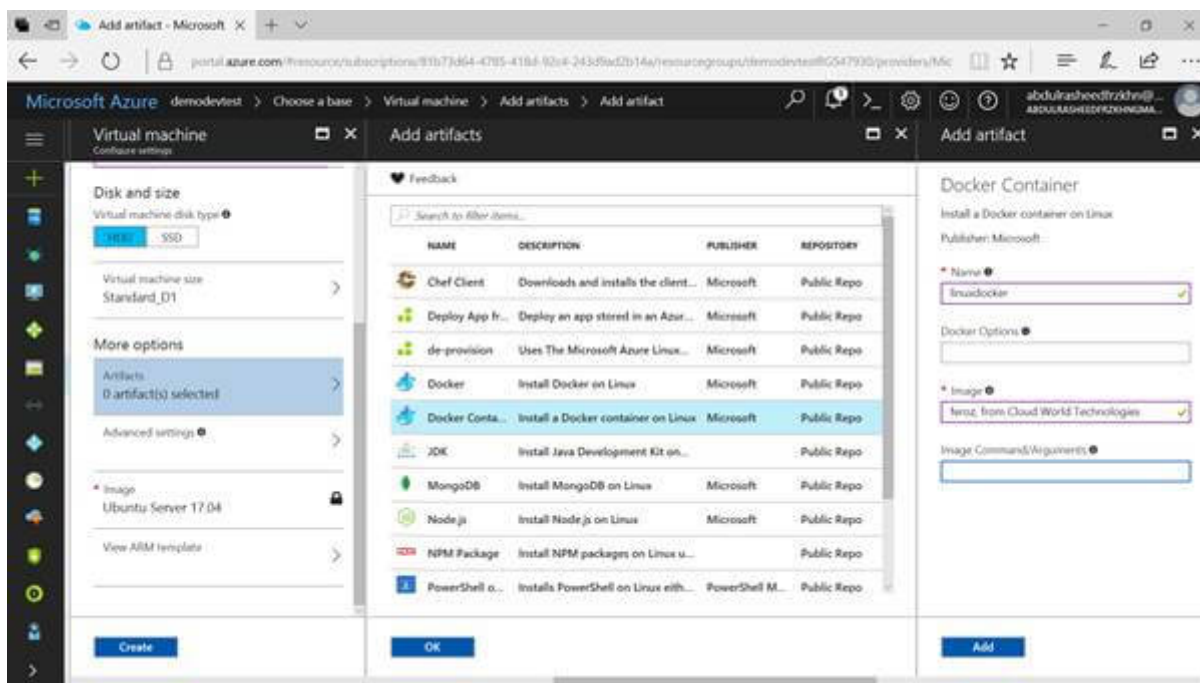 Add artifact - Microsoft
portal.azure.com
Microsoft Azure demodevtest > Choose a base > Virtual machine > Add artifacts > Add artifact
abdulrasheedfrzkhn@...
Virtual machine
Configure settings
Disk and size
Virtual machine disk type
HDD SSD
Virtual machine size
Standard_D1
More options
Artifacts
0 artifact(s) selected
Advanced settings
* Image
Ubuntu Server 17.04
View ARM template
Create
Add artifacts
Feedback
Search to filter items...
NAME DESCRIPTION PUBLISHER REPOSITORY
Chef Client Downloads and installs the client... Microsoft Public Repo
Deploy App fr... Deploy an app stored in an Azur... Microsoft Public Repo
de-provision Uses The Microsoft Azure Linux... Microsoft Public Repo
Docker Install Docker on Linux Microsoft Public Repo
Docker Conta... Install a Docker container on Linux Microsoft Public Repo
JDK Install Java Development Kit on... Public Repo
MongoDB Install MongoDB on Linux Microsoft Public Repo
Node.js Install Node.js on Linux Microsoft Public Repo
NPM Package Install NPM packages on Linux u... Public Repo
PowerShell o... Installs PowerShell on Linux eith... PowerShell M... Public Repo
OK
Add artifact
Docker Container
Install a Docker container on Linux
Publisher: Microsoft
* Name
linuxdocker
Docker Options
* Image
feroz, from Cloud World Technologies
Image Command/Arguments
Add